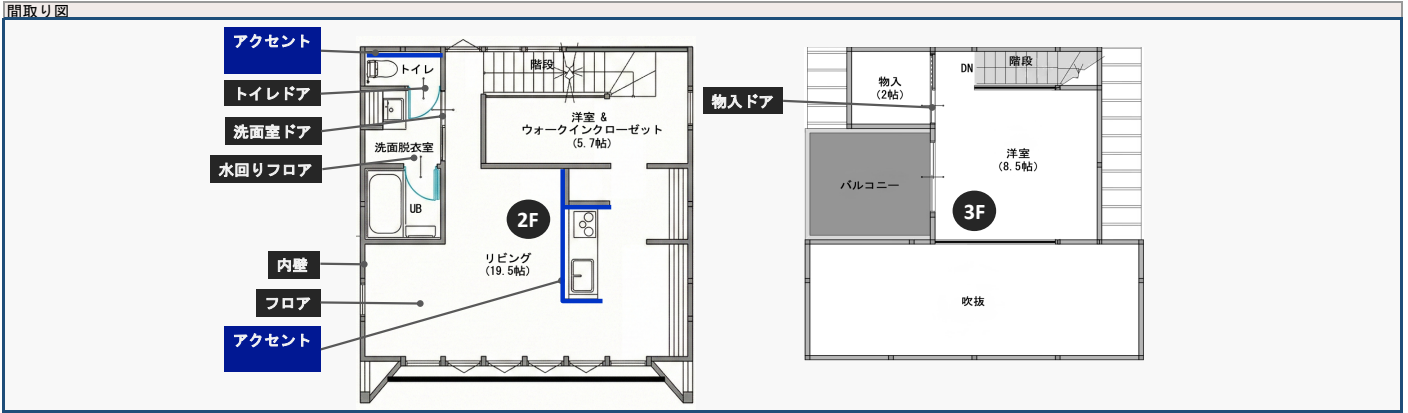 間取り図
アクセント
トイレドア
洗面室ドア
水回りフロア
内壁
フロア
アクセント
トイレ
洗面脱衣室
UB
階段
洋室 &
ウォークインクローゼット
(5.7帖)
2F
リビング
(19.5帖)
物入ドア
物入
(2帖)
DN
階段
洋室
(8.5帖)
バルコニー
3F
吹抜